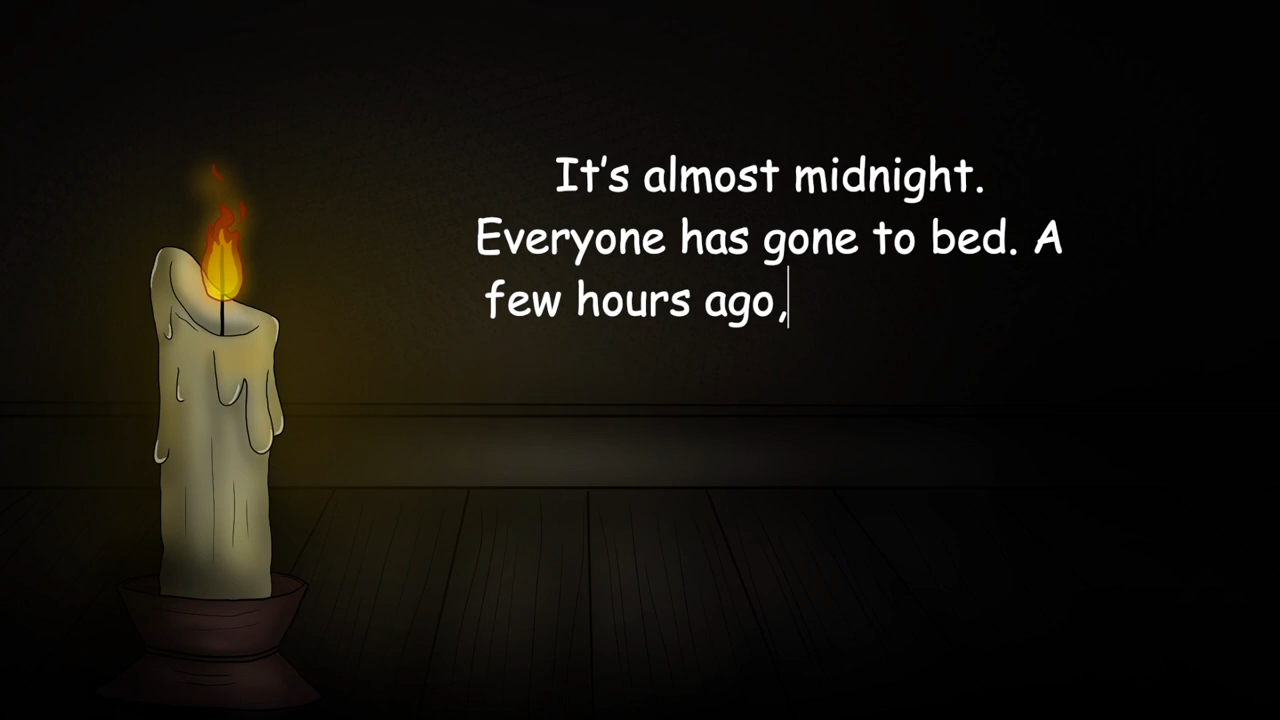 It’s almost midnight.
Everyone has gone to bed. A
few hours ago,